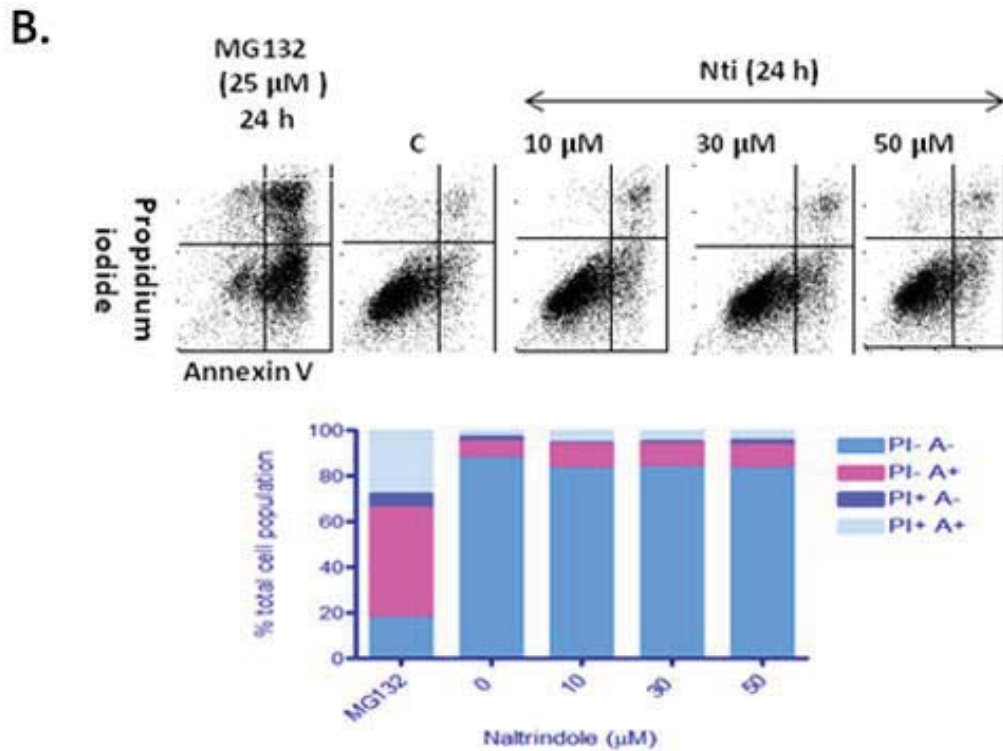 B.
MG132
(25 µM )
24 h
Nti (24 h)
C
10 µM
30 µM
50 µM
Propidium
iodide
Annexin V
100
80
60
40
20
0
% total cell population
MG132
0
10
30
50
Naltrindole (µM)
PI- A-
PI- A+
PI+ A-
PI+ A+